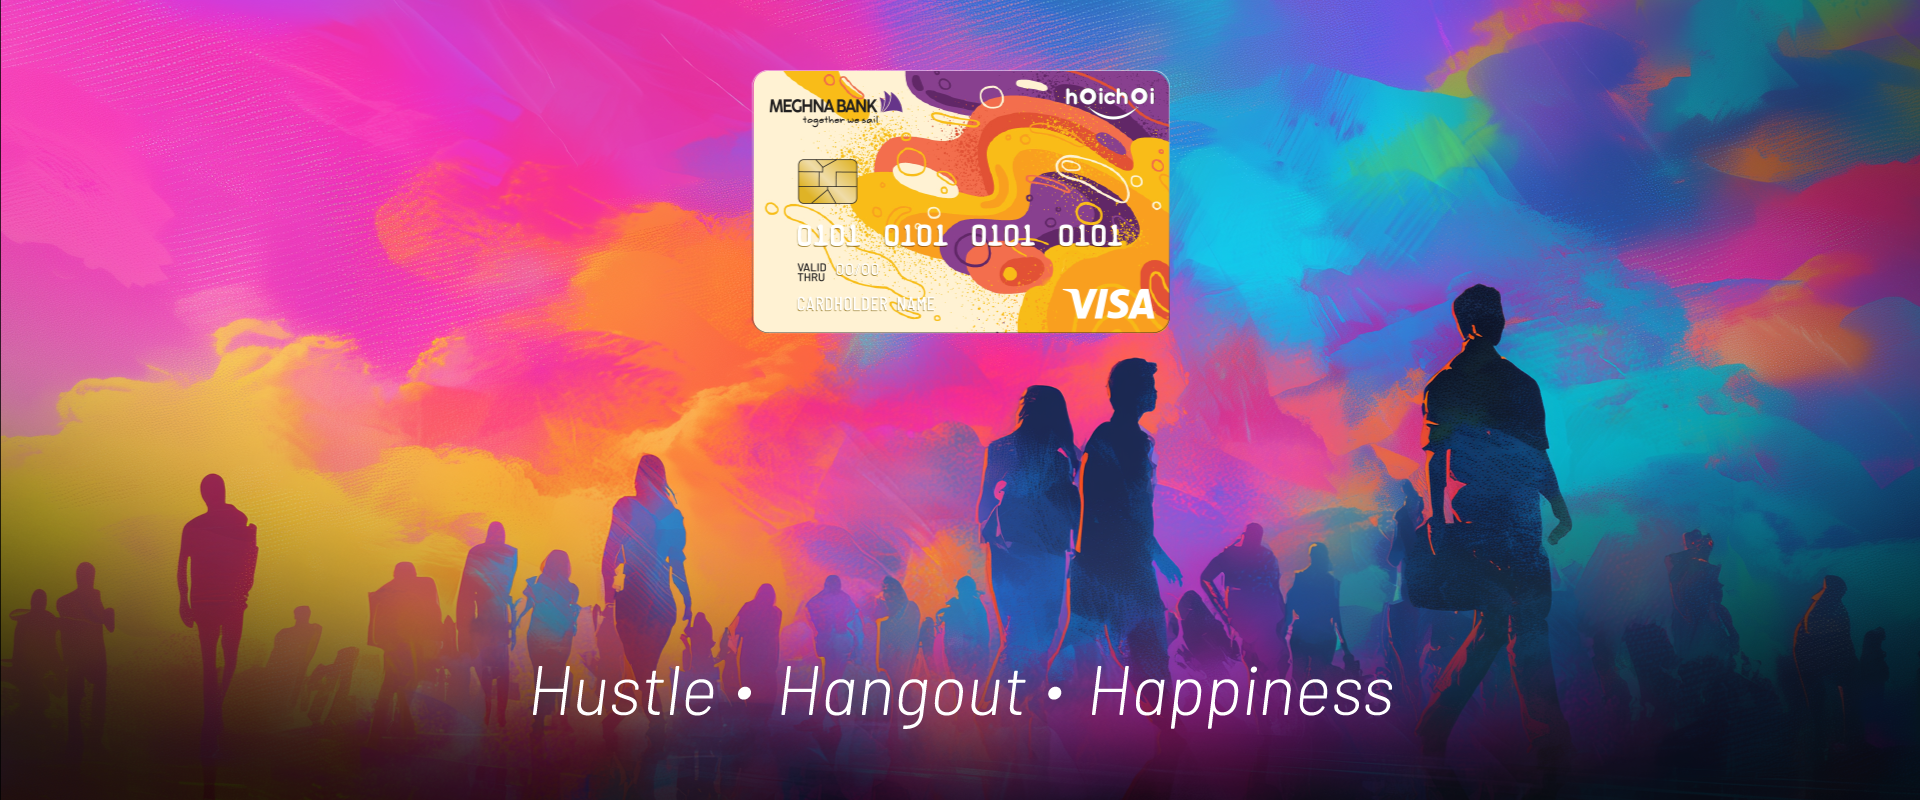 MEGHNA BANK
together we sail
hOichOi
0101 0101 0101 0101
VALID THRU 00/00
CARDHOLDER NAME
VISA
Hustle • Hangout • Happiness